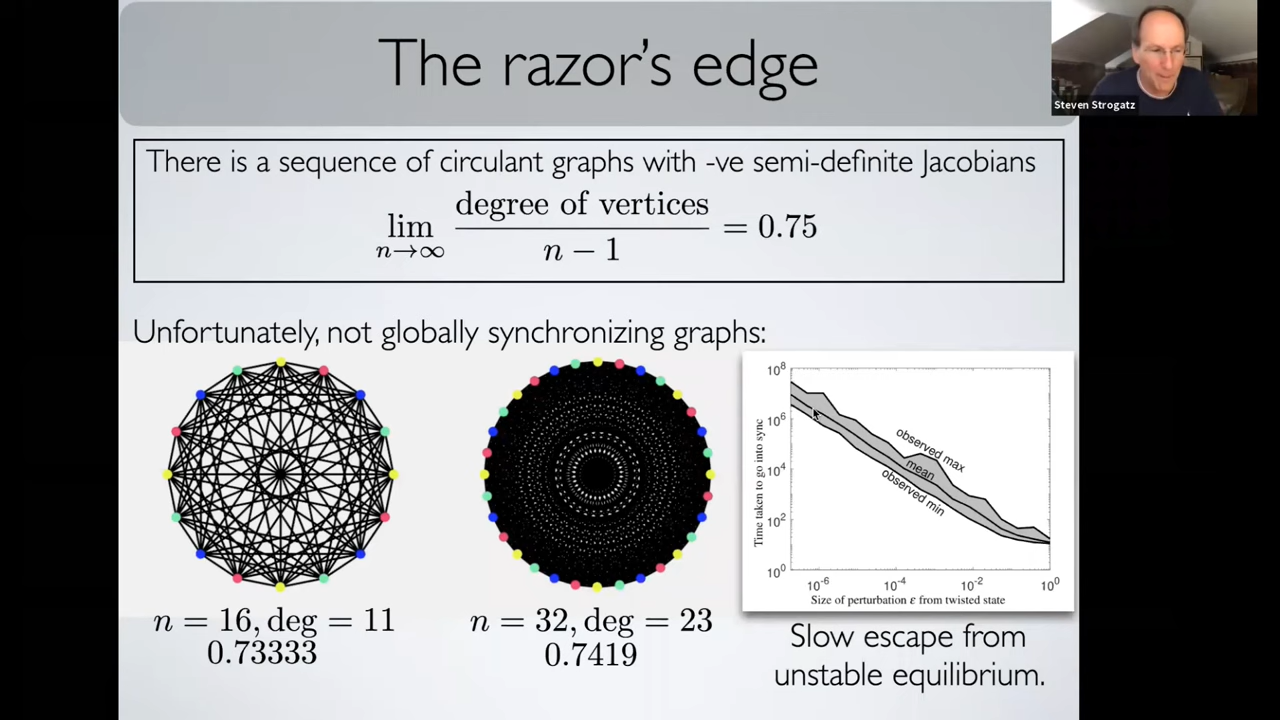 The razor's edge
Steven Strogatz
There is a sequence of circulant graphs with -ve semi-definite Jacobians
lim n→∞ degree of vertices / n − 1 = 0.75
Unfortunately, not globally synchronizing graphs:
n = 16, deg = 11
0.73333
n = 32, deg = 23
0.7419
10^8
10^6
10^4
10^2
10^0
Time taken to go into sync
observed max
mean
observed min
10^-6 10^-4 10^-2 10^0
Size of perturbation ε from twisted state
Slow escape from
unstable equilibrium.